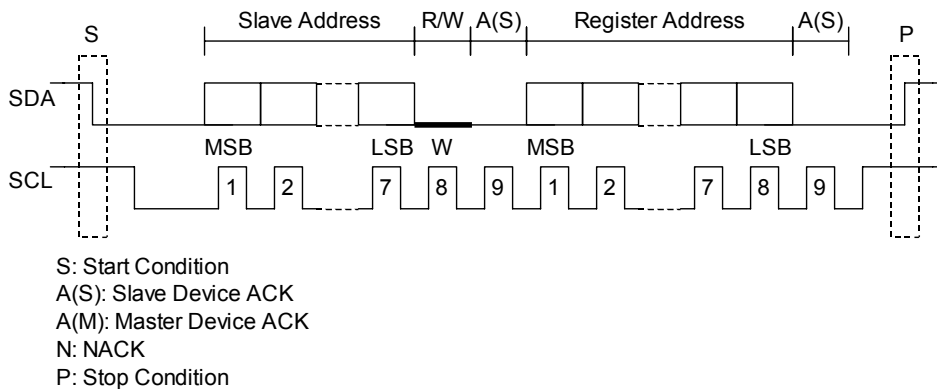 Slave Address R/W A(S) Register Address A(S)
S P
SDA
MSB LSB W MSB LSB
SCL 1 2 7 8 9 1 2 7 8 9
S: Start Condition
A(S): Slave Device ACK
A(M): Master Device ACK
N: NACK
P: Stop Condition